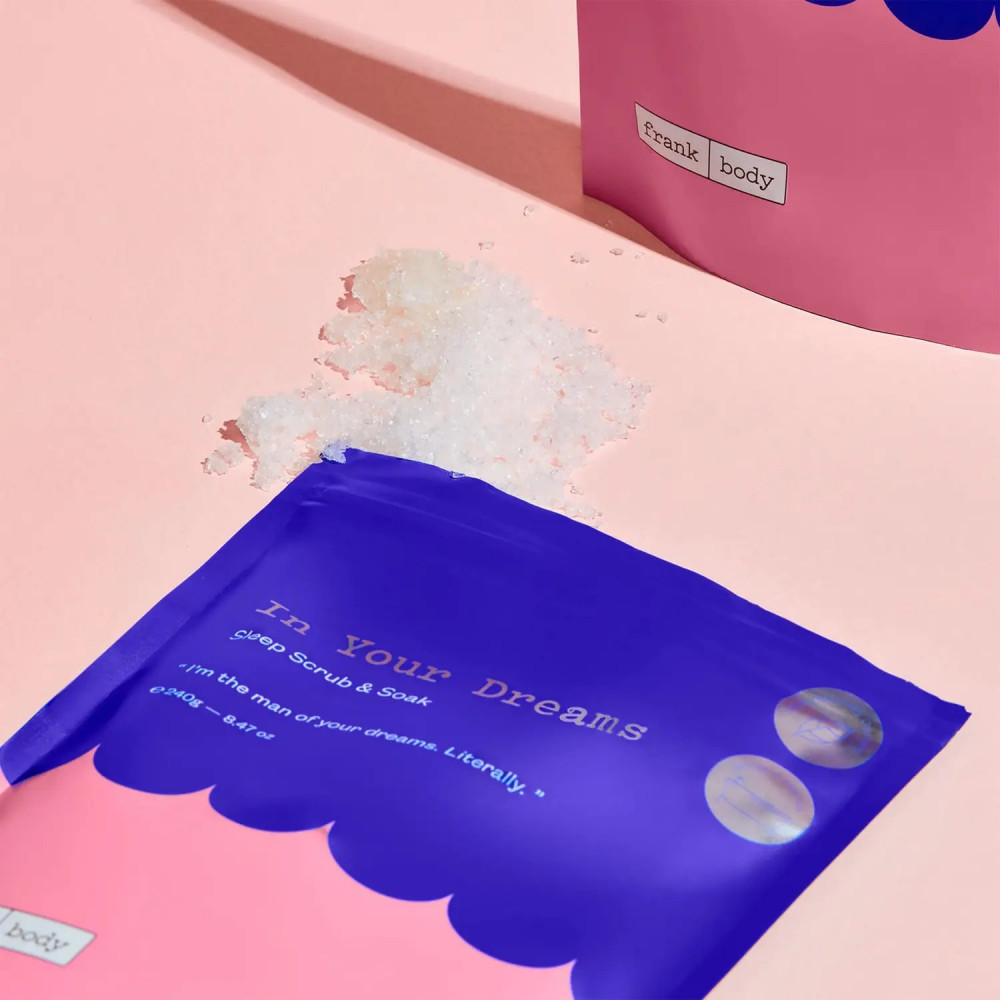 frank body
In Your Dreams
Sleep Scrub & Soak
"I'm the man of your dreams. Literally."
℮240g — 8.47 oz
body